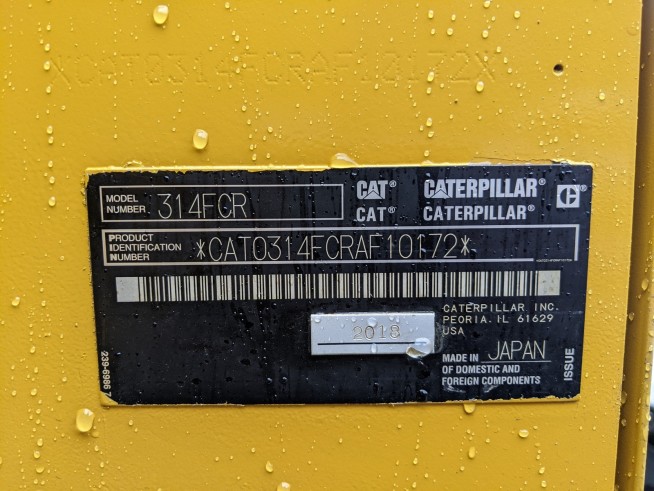 *CAT0314FCRAF10172*
MODEL NUMBER 314FCR
CAT® CATERPILLAR® C
CAT® CATERPILLAR®
PRODUCT IDENTIFICATION NUMBER *CAT0314FCRAF10172*
CATERPILLAR INC.
PEORIA, IL 61629
USA
2018
MADE IN JAPAN
OF DOMESTIC AND
FOREIGN COMPONENTS
ISSUE
239-6986